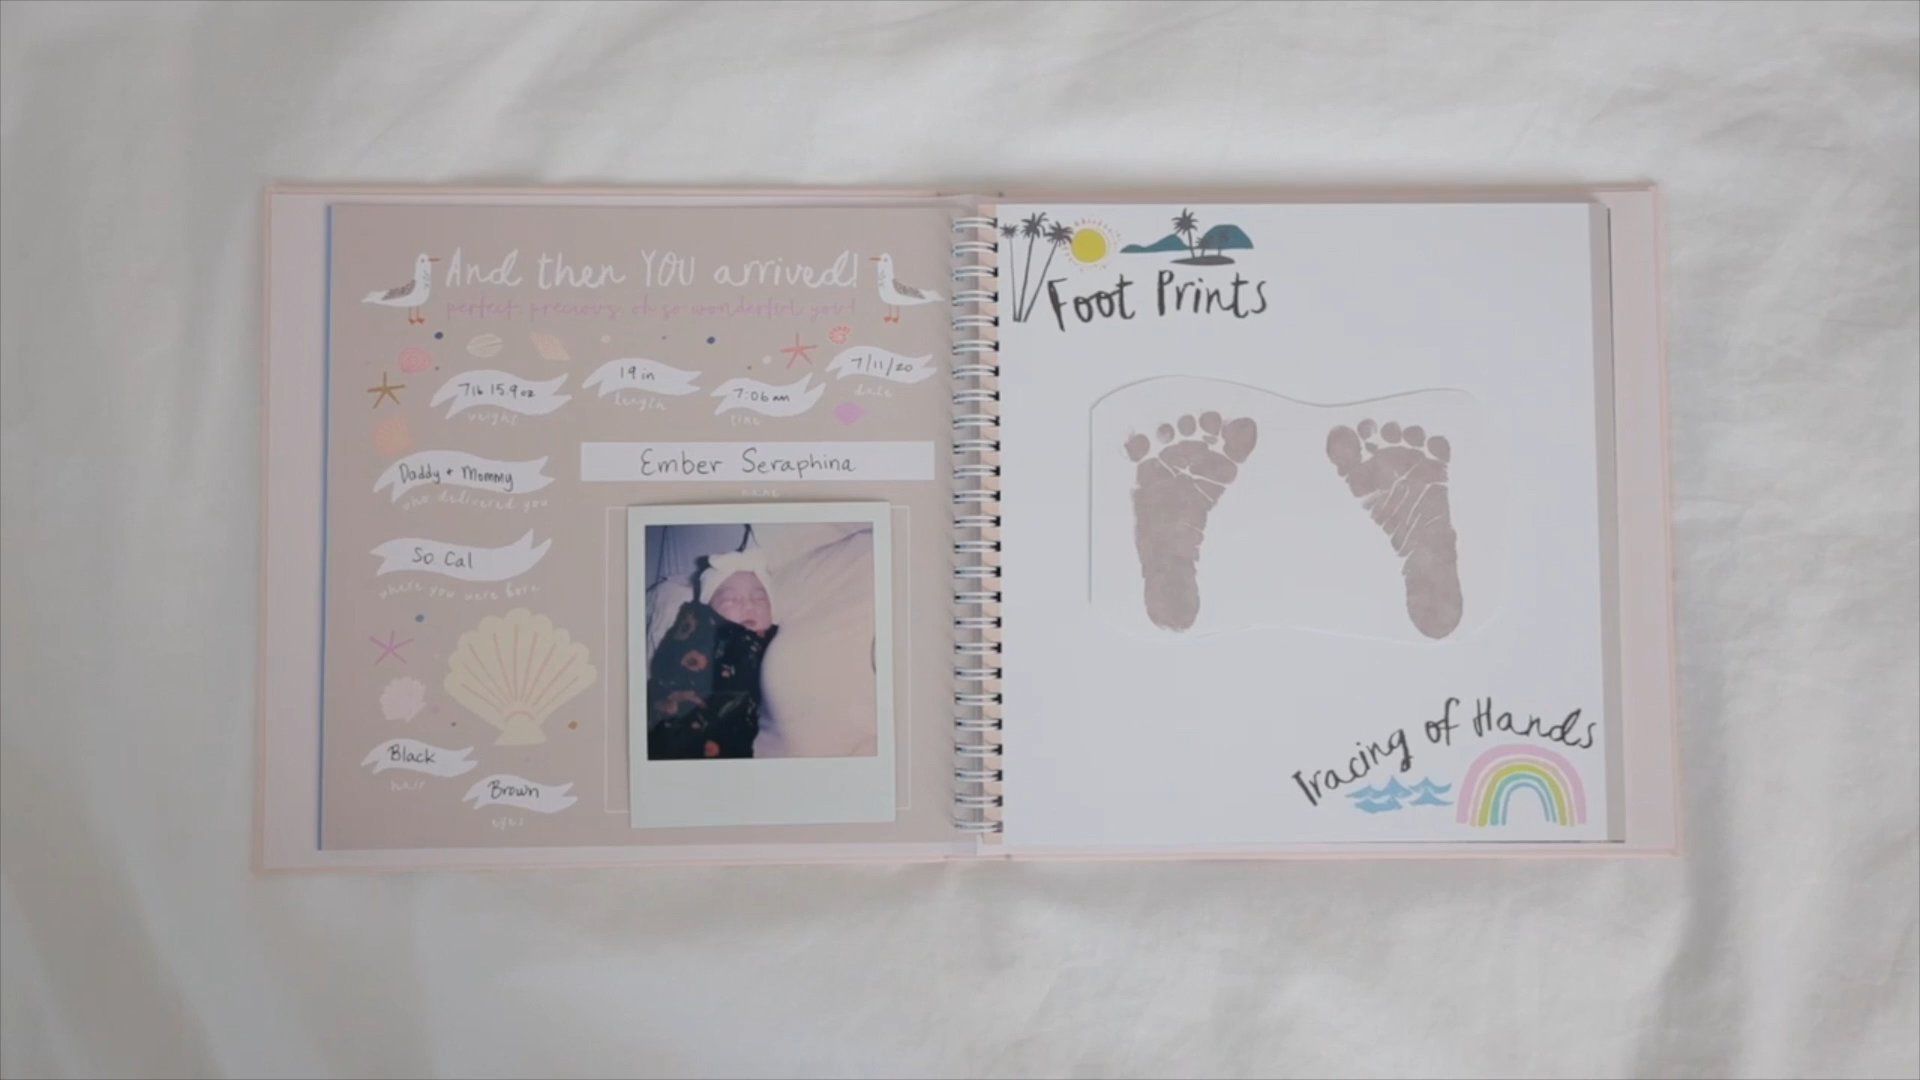 And then YOU arrived!
perfect, precious, oh so wonderful you!
7lb 15.9oz
weight
19 in
length
7:06am
time
7/11/20
date
Daddy + Mommy
who delivered you
Ember Seraphina
name
So Cal
where you were born
Black
hair
Brown
eyes
Foot Prints
Tracing of Hands